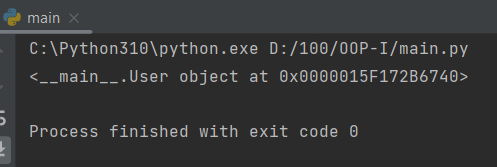 main
C:\Python310\python.exe D:/100/OOP-I/main.py
<__main__.User object at 0x0000015F172B6740>
Process finished with exit code 0